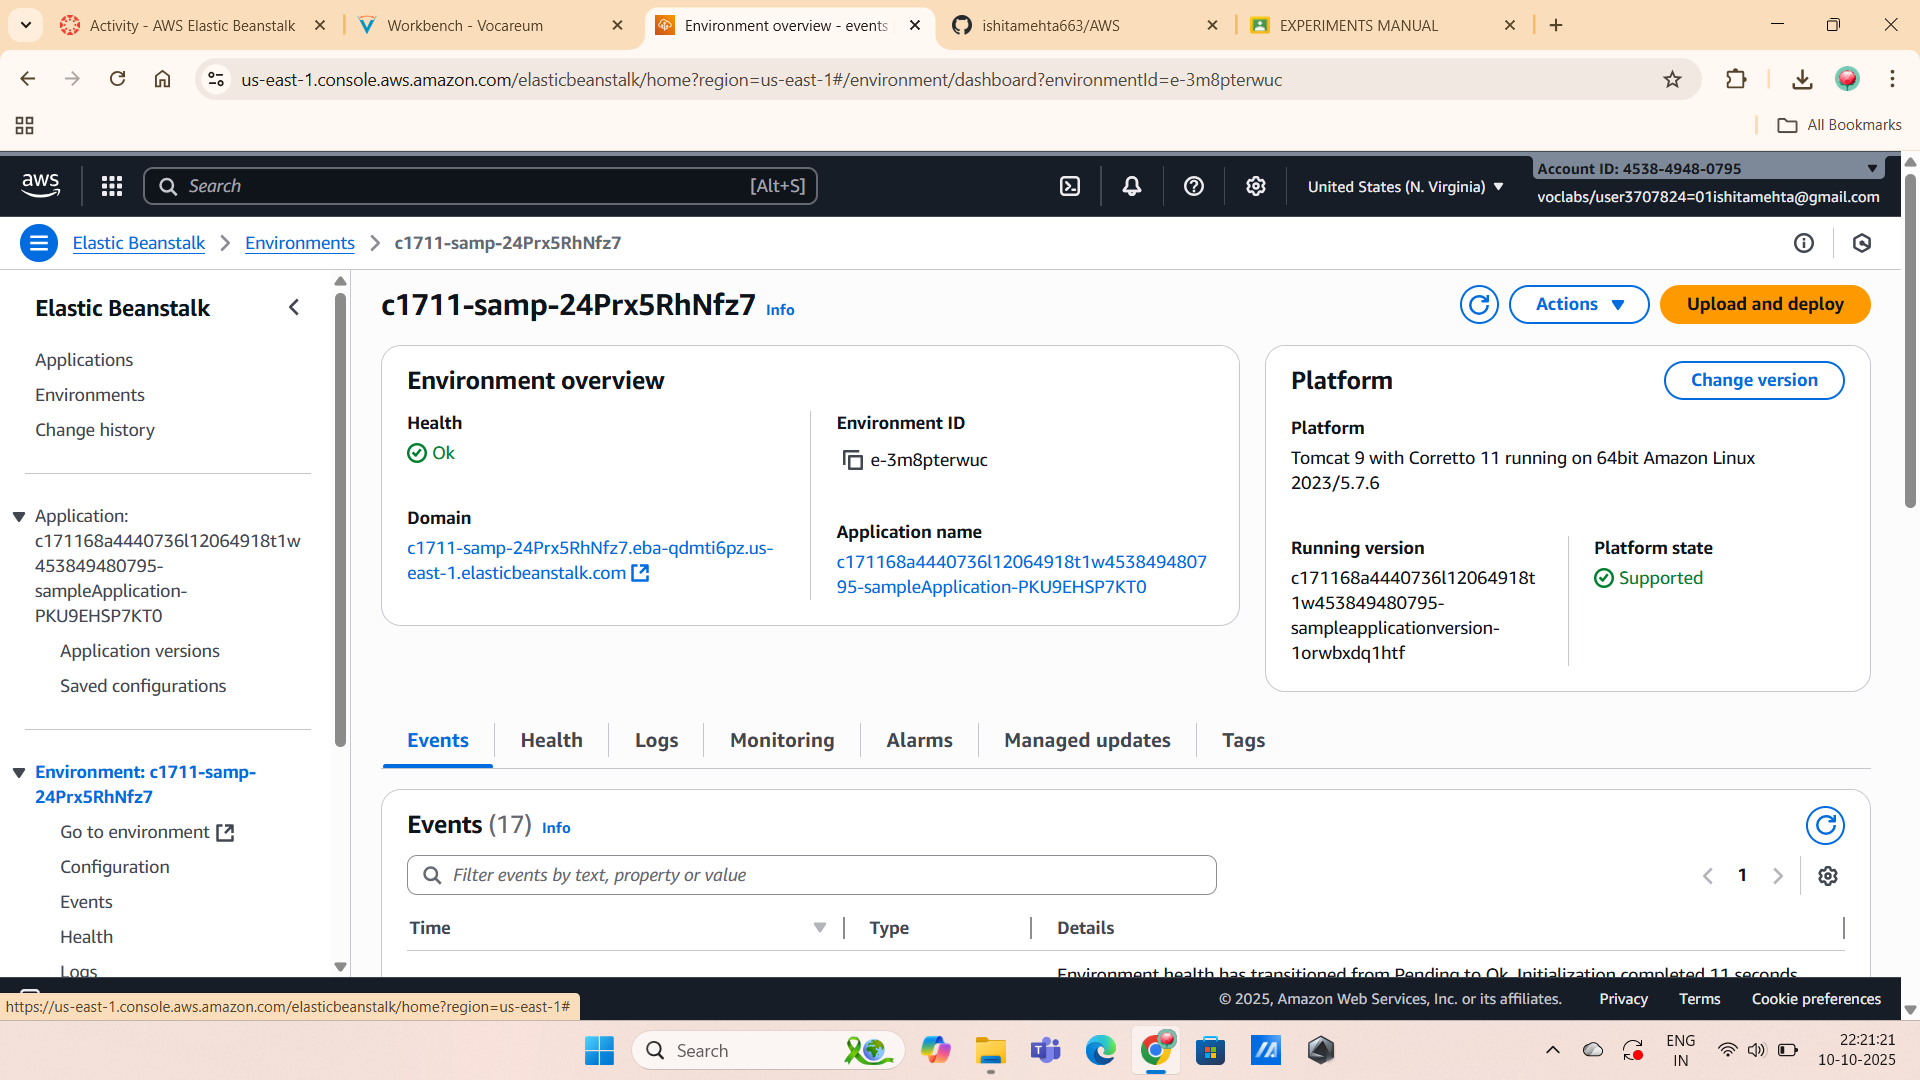 Activity - AWS Elastic Beanstalk
Workbench - Vocareum
Environment overview - events
ishitamehta663/AWS
EXPERIMENTS MANUAL
us-east-1.console.aws.amazon.com/elasticbeanstalk/home?region=us-east-1#/environment/dashboard?environmentId=e-3m8pterwuc
All Bookmarks
aws
Search
[Alt+S]
United States (N. Virginia)
Account ID: 4538-4948-0795
voclabs/user3707824=01ishitamehta@gmail.com
Elastic Beanstalk
Environments
c1711-samp-24Prx5RhNfz7
Elastic Beanstalk
Applications
Environments
Change history
Application:
c171168a4440736l12064918t1w
453849480795-
sampleApplication-
PKU9EHSP7KT0
Application versions
Saved configurations
Environment: c1711-samp-
24Prx5RhNfz7
Go to environment
Configuration
Events
Health
Logs
c1711-samp-24Prx5RhNfz7 Info
Actions
Upload and deploy
Environment overview
Health
Ok
Domain
c1711-samp-24Prx5RhNfz7.eba-qdmti6pz.us-
east-1.elasticbeanstalk.com
Environment ID
e-3m8pterwuc
Application name
c171168a4440736l12064918t1w4538494807
95-sampleApplication-PKU9EHSP7KT0
Platform
Change version
Platform
Tomcat 9 with Corretto 11 running on 64bit Amazon Linux
2023/5.7.6
Running version
c171168a4440736l12064918t
1w453849480795-
sampleapplicationversion-
1orwbxdq1htf
Platform state
Supported
Events
Health
Logs
Monitoring
Alarms
Managed updates
Tags
Events (17) Info
Filter events by text, property or value
1
Time
Type
Details
Environment health has transitioned from Pending to Ok. Initialization completed 11 seconds
https://us-east-1.console.aws.amazon.com/elasticbeanstalk/home?region=us-east-1#
© 2025, Amazon Web Services, Inc. or its affiliates.
Privacy
Terms
Cookie preferences
Search
ENG
IN
22:21:21
10-10-2025